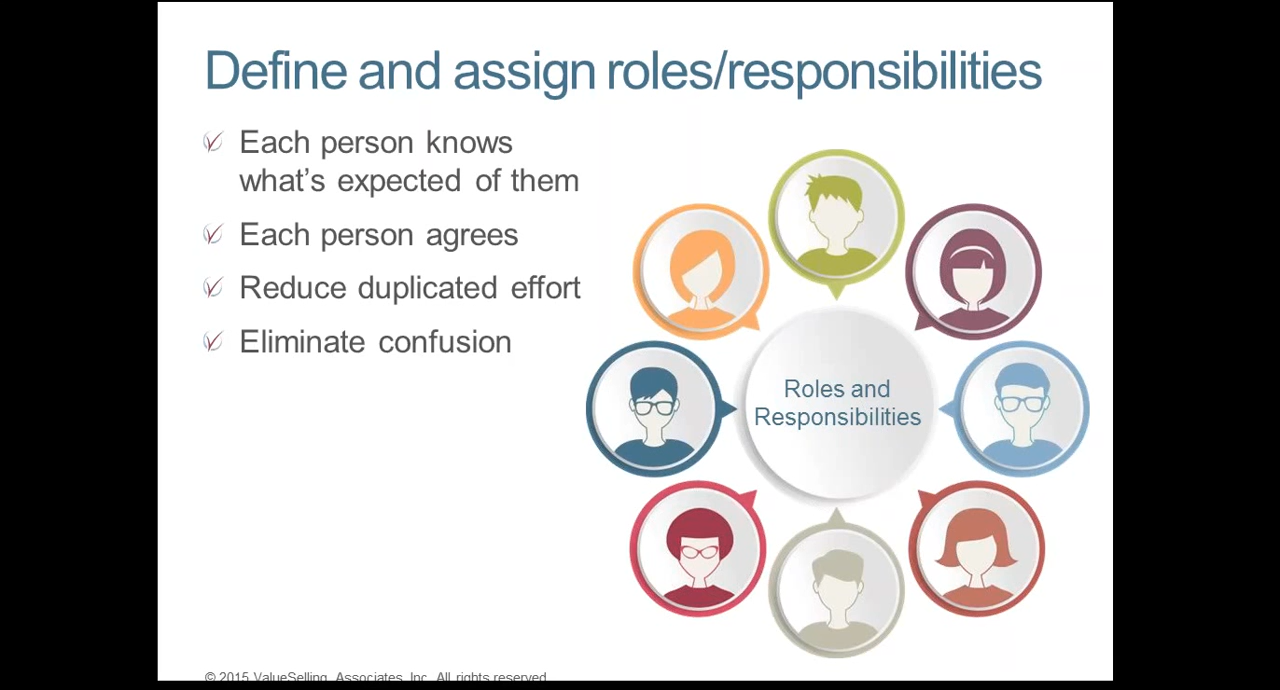 Define and assign roles/responsibilities
Each person knows
what's expected of them
Each person agrees
Reduce duplicated effort
Eliminate confusion
Roles and
Responsibilities
© 2015 ValueSelling, Associates, Inc. All rights reserved